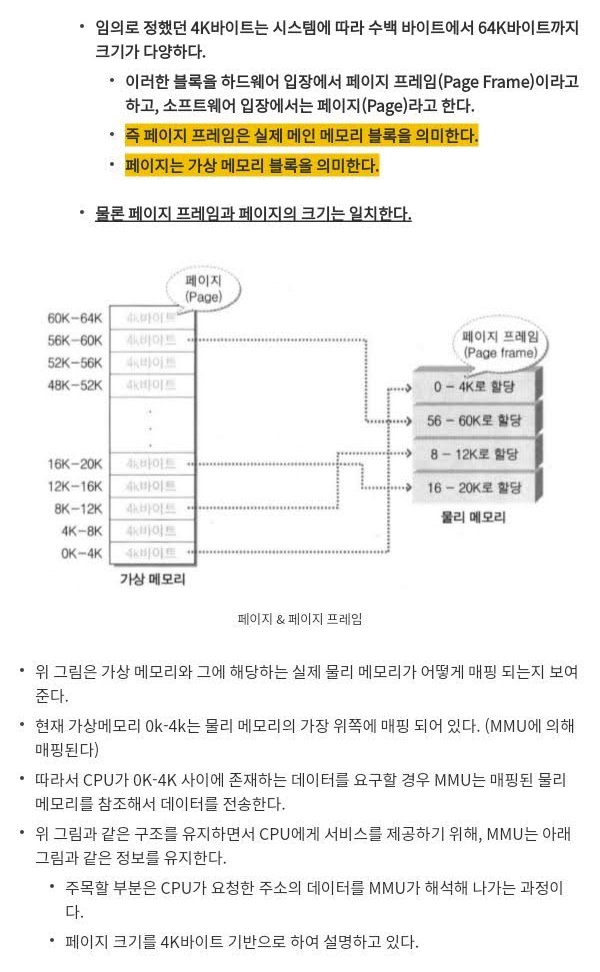 • 임의로 정했던 4K바이트는 시스템에 따라 수백 바이트에서 64K바이트까지
크기가 다양하다.
• 이러한 블록을 하드웨어 입장에서 페이지 프레임(Page Frame)이라고
하고, 소프트웨어 입장에서는 페이지(Page)라고 한다.
• 즉 페이지 프레임은 실제 메인 메모리 블록을 의미한다.
• 페이지는 가상 메모리 블록을 의미한다.
• 물론 페이지 프레임과 페이지의 크기는 일치한다.
페이지
(Page)
60K-64K 4k바이트
56K-60K 4k바이트
52K-56K 4k바이트
48K-52K 4k바이트
16K-20K 4k바이트
12K-16K 4k바이트
8K-12K 4k바이트
4K-8K 4k바이트
0K-4K 4k바이트
가상 메모리
페이지 프레임
(Page frame)
0 - 4K로 할당
56 - 60K로 할당
8 - 12K로 할당
16 - 20K로 할당
물리 메모리
페이지 & 페이지 프레임
• 위 그림은 가상 메모리와 그에 해당하는 실제 물리 메모리가 어떻게 매핑 되는지 보여
준다.
• 현재 가상메모리 0k-4k는 물리 메모리의 가장 위쪽에 매핑 되어 있다. (MMU에 의해
매핑된다)
• 따라서 CPU가 0K-4K 사이에 존재하는 데이터를 요구할 경우 MMU는 매핑된 물리
메모리를 참조해서 데이터를 전송한다.
• 위 그림과 같은 구조를 유지하면서 CPU에게 서비스를 제공하기 위해, MMU는 아래
그림과 같은 정보를 유지한다.
• 주목할 부분은 CPU가 요청한 주소의 데이터를 MMU가 해석해 나가는 과정이
다.
• 페이지 크기를 4K바이트 기반으로 하여 설명하고 있다.